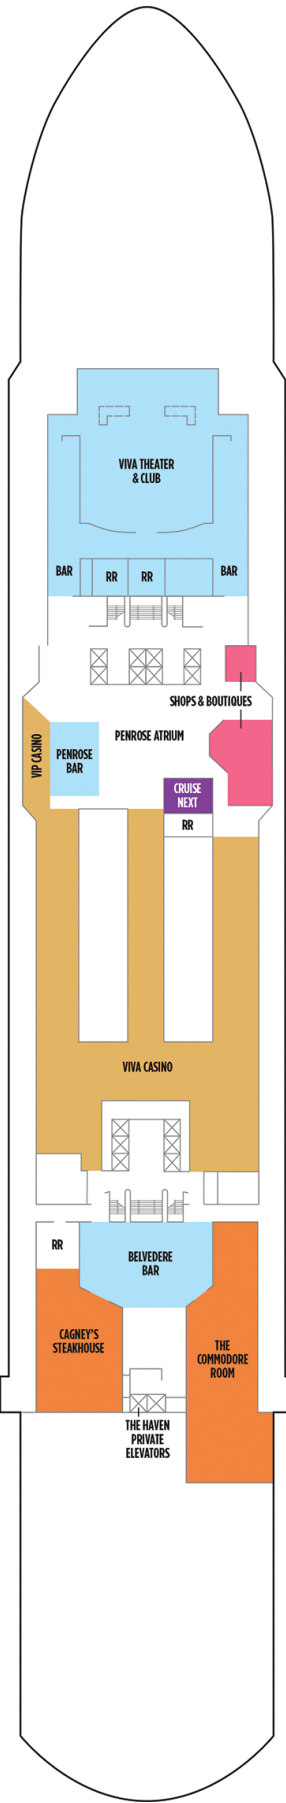 VIVA THEATER
& CLUB
BAR
RR
RR
BAR
SHOPS & BOUTIQUES
VIP CASINO
PENROSE
BAR
PENROSE ATRIUM
CRUISE
NEXT
RR
VIVA CASINO
RR
BELVEDERE
BAR
CAGNEY'S
STEAKHOUSE
THE
COMMODORE
ROOM
THE HAVEN
PRIVATE
ELEVATORS